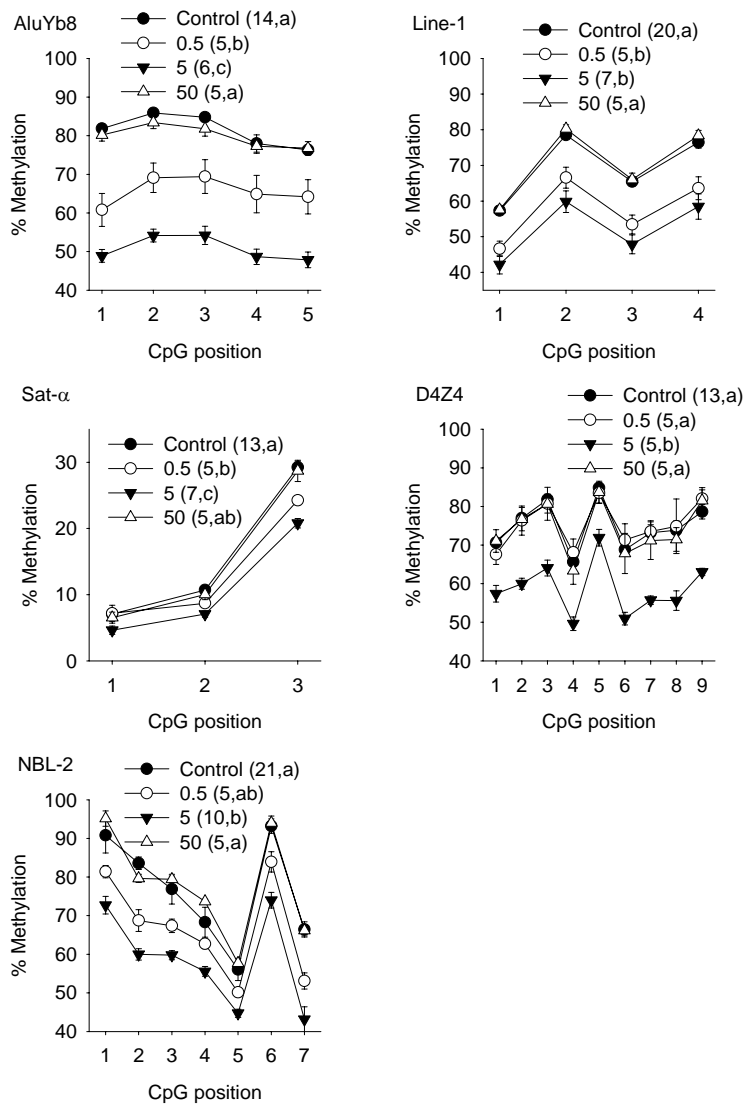 AluYb8
Control (14,a)
0.5 (5,b)
5 (6,c)
50 (5,a)
100
90
80
70
60
50
40
% Methylation
1 2 3 4 5
CpG position
Line-1
Control (20,a)
0.5 (5,b)
5 (7,b)
50 (5,a)
100
90
80
70
60
50
40
% Methylation
1 2 3 4
CpG position
Sat-α
Control (13,a)
0.5 (5,b)
5 (7,c)
50 (5,ab)
30
20
10
0
% Methylation
1 2 3
CpG position
D4Z4
Control (13,a)
0.5 (5,a)
5 (5,b)
50 (5,a)
100
90
80
70
60
50
40
% Methylation
1 2 3 4 5 6 7 8 9
CpG position
NBL-2
Control (21,a)
0.5 (5,ab)
5 (10,b)
50 (5,a)
100
90
80
70
60
50
40
% Methylation
1 2 3 4 5 6 7
CpG position